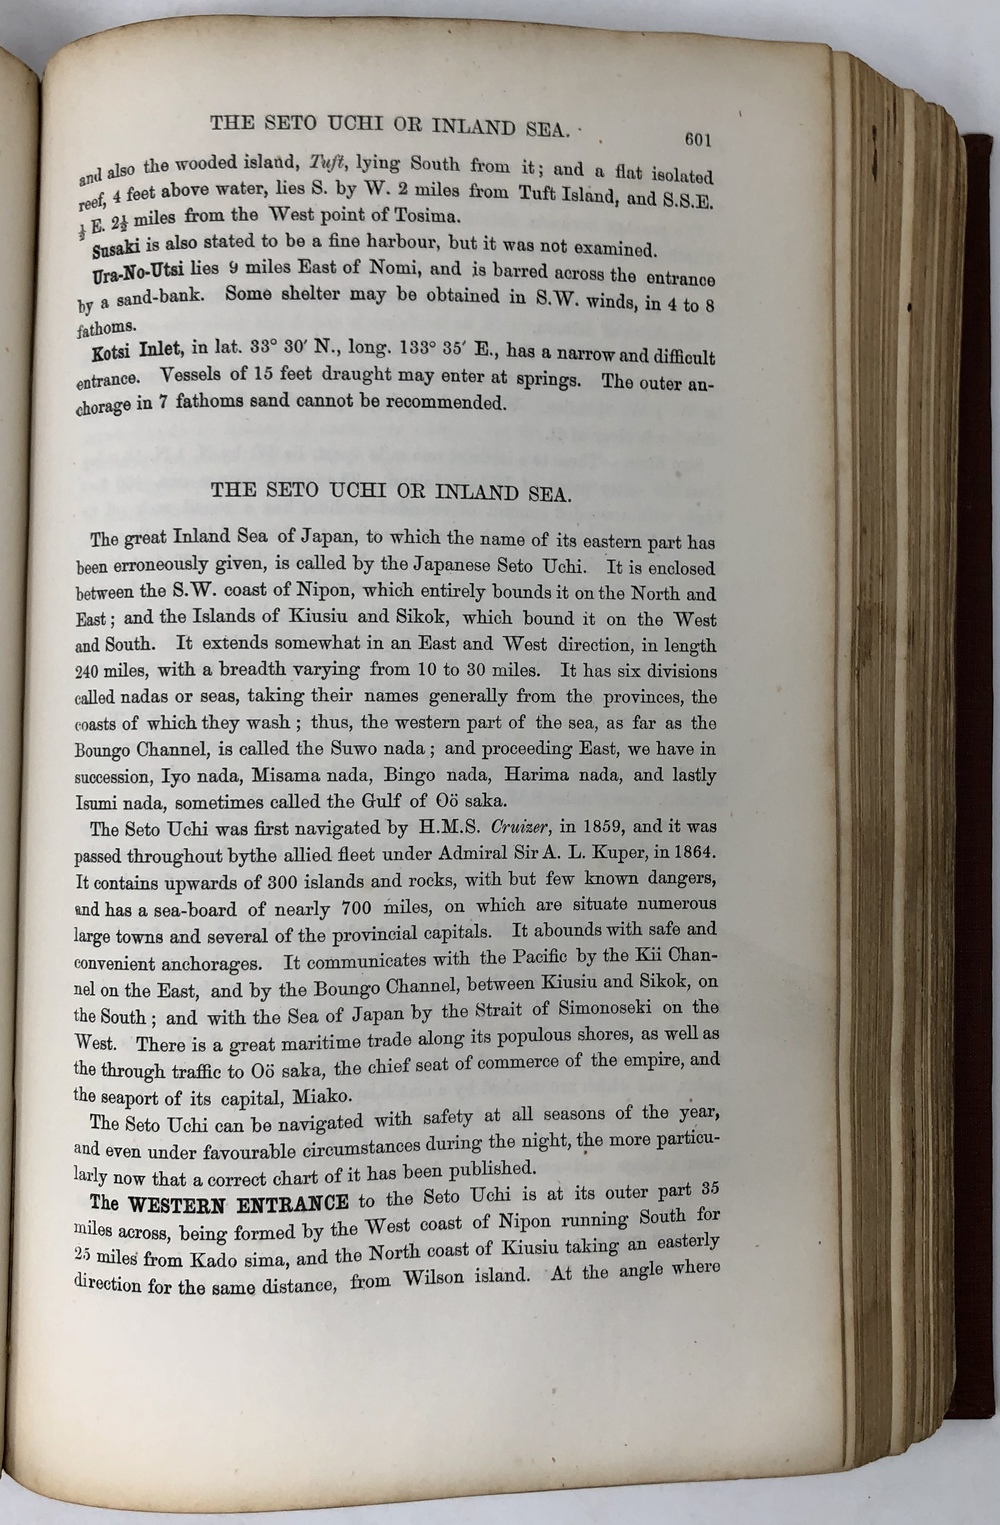 THE SETO UCHI OR INLAND SEA.
601
and also the wooded island, Tuft, lying South from it; and a flat isolated
reef, 4 feet above water, lies S. by W. 2 miles from Tuft Island, and S.S.E.
½ E. 2½ miles from the West point of Tosima.
Susaki is also stated to be a fine harbour, but it was not examined.
Ura-No-Utsi lies 9 miles East of Nomi, and is barred across the entrance
by a sand-bank. Some shelter may be obtained in S.W. winds, in 4 to 8
fathoms.
Kotsi Inlet, in lat. 33° 30′ N., long. 133° 35′ E., has a narrow and difficult
entrance. Vessels of 15 feet draught may enter at springs. The outer an-
chorage in 7 fathoms sand cannot be recommended.
THE SETO UCHI OR INLAND SEA.
The great Inland Sea of Japan, to which the name of its eastern part has
been erroneously given, is called by the Japanese Seto Uchi. It is enclosed
between the S.W. coast of Nipon, which entirely bounds it on the North and
East; and the Islands of Kiusiu and Sikok, which bound it on the West
and South. It extends somewhat in an East and West direction, in length
240 miles, with a breadth varying from 10 to 30 miles. It has six divisions
called nadas or seas, taking their names generally from the provinces, the
coasts of which they wash; thus, the western part of the sea, as far as the
Boungo Channel, is called the Suwo nada; and proceeding East, we have in
succession, Iyo nada, Misama nada, Bingo nada, Harima nada, and lastly
Isumi nada, sometimes called the Gulf of Oö saka.
The Seto Uchi was first navigated by H.M.S. Cruizer, in 1859, and it was
passed throughout bythe allied fleet under Admiral Sir A. L. Kuper, in 1864.
It contains upwards of 300 islands and rocks, with but few known dangers,
and has a sea-board of nearly 700 miles, on which are situate numerous
large towns and several of the provincial capitals. It abounds with safe and
convenient anchorages. It communicates with the Pacific by the Kii Chan-
nel on the East, and by the Boungo Channel, between Kiusiu and Sikok, on
the South; and with the Sea of Japan by the Strait of Simonoseki on the
West. There is a great maritime trade along its populous shores, as well as
the through traffic to Oö saka, the chief seat of commerce of the empire, and
the seaport of its capital, Miako.
The Seto Uchi can be navigated with safety at all seasons of the year,
and even under favourable circumstances during the night, the more particu-
larly now that a correct chart of it has been published.
The WESTERN ENTRANCE to the Seto Uchi is at its outer part 35
miles across, being formed by the West coast of Nipon running South for
25 miles from Kado sima, and the North coast of Kiusiu taking an easterly
direction for the same distance, from Wilson island. At the angle where